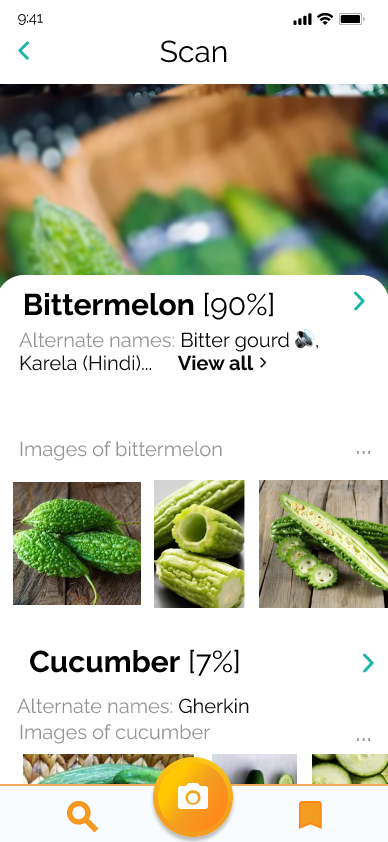 9:41
Scan
Bittermelon [90%]
Alternate names: Bitter gourd 🔊,
Karela (Hindi)... View all >
Images of bittermelon ...
Cucumber [7%]
Alternate names: Gherkin
Images of cucumber ...